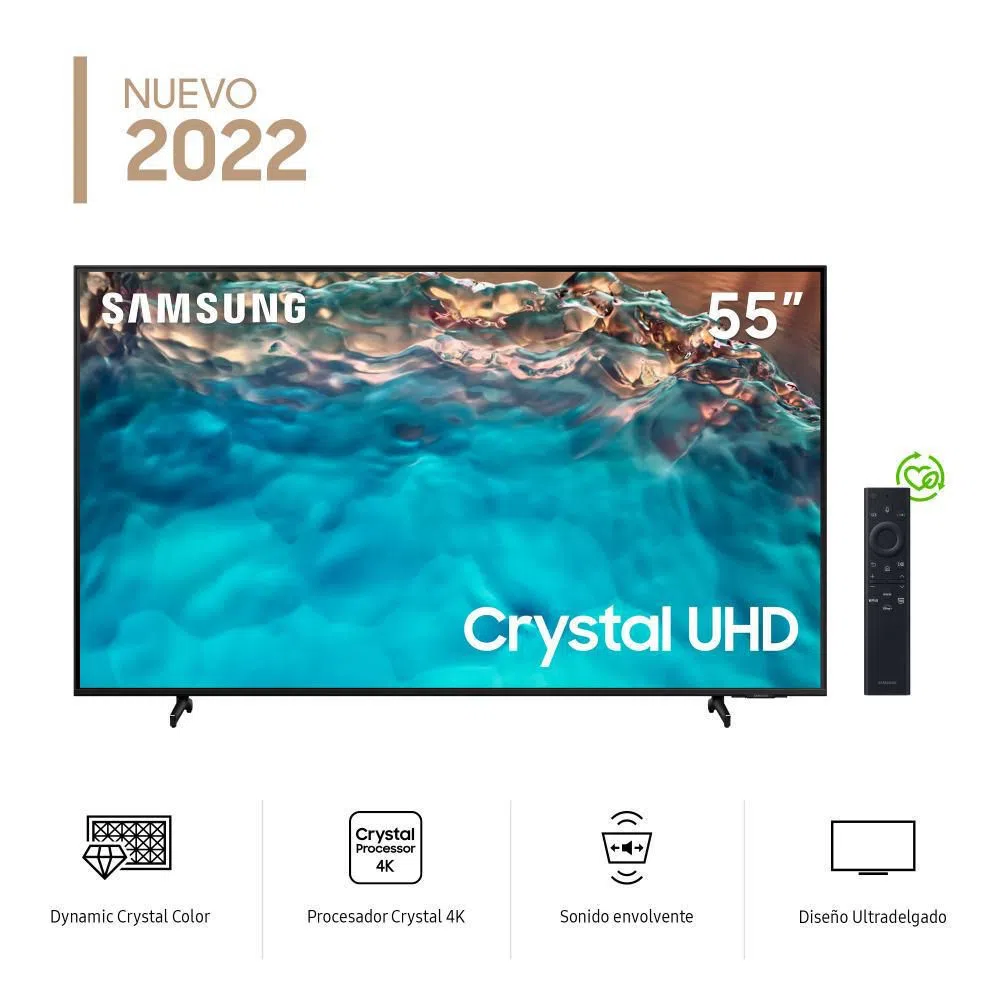 NUEVO
2022
SAMSUNG
55"
Crystal UHD
SAMSUNG
Crystal
Processor
4K
Dynamic Crystal Color
Procesador Crystal 4K
Sonido envolvente
Diseño Ultradelgado